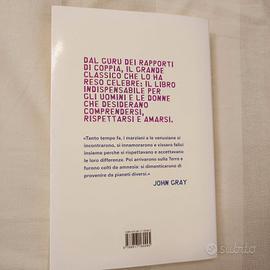 DAL GURU DEI RAPPORTI
DI COPPIA, IL GRANDE
CLASSICO CHE LO HA
RESO CELEBRE: IL LIBRO
INDISPENSABILE PER
GLI UOMINI E LE DONNE
CHE DESIDERANO
COMPRENDERSI,
RISPETTARSI E AMARSI.
«Tanto tempo fa, i marziani e le venusiane si
incontrarono, si innamorarono e vissero felici
insieme perché si rispettavano e accettavano
le loro differenze. Poi arrivarono sulla Terra e
furono colti da amnesia: si dimenticarono di
provenire da pianeti diversi.»
JOHN GRAY
subito